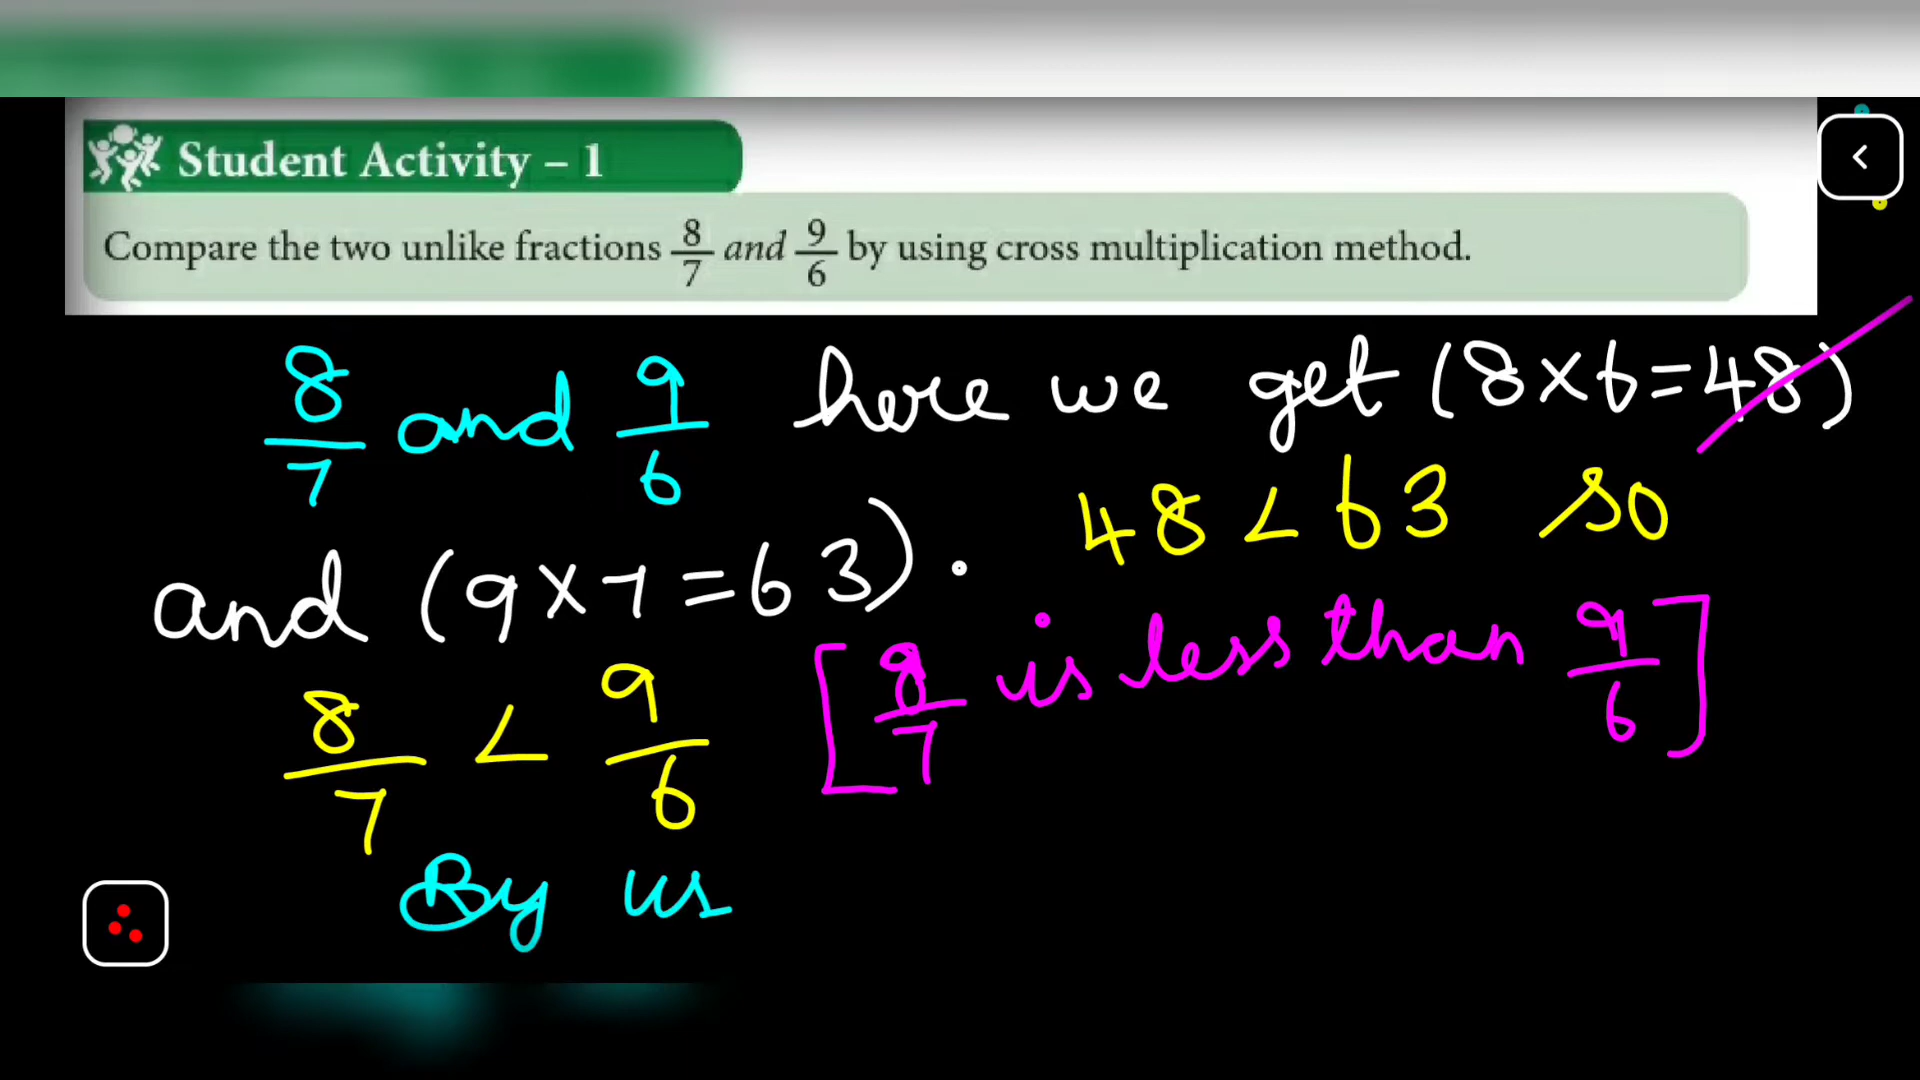 Student Activity – 1
Compare the two unlike fractions 8/7 and 9/6 by using cross multiplication method.
8/7 and 9/6 here we get (8×6=48)
and (9×7=63). 48<63 so
8/7 < 9/6 [8/7 is less than 9/6]
By us